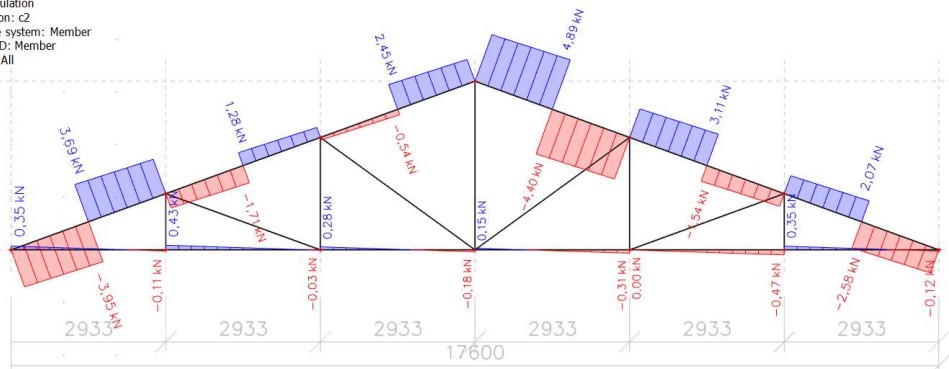 ulation
on: c2
system: Member
D: Member
All
2,45 kN
4,89 kN
1,28 kN
-0,54 kN
3,11 kN
3,69 kN
-4,40 kN
2,07 kN
0,35 kN
0,43 kN
-1,71 kN
0,28 kN
0,15 kN
0,35 kN
-3,95 kN
-0,11 kN
-0,03 kN
-0,18 kN
-0,31 kN
0,00 kN
-0,47 kN
-2,58 kN
-0,12 kN
2933
2933
2933
2933
2933
2933
17600